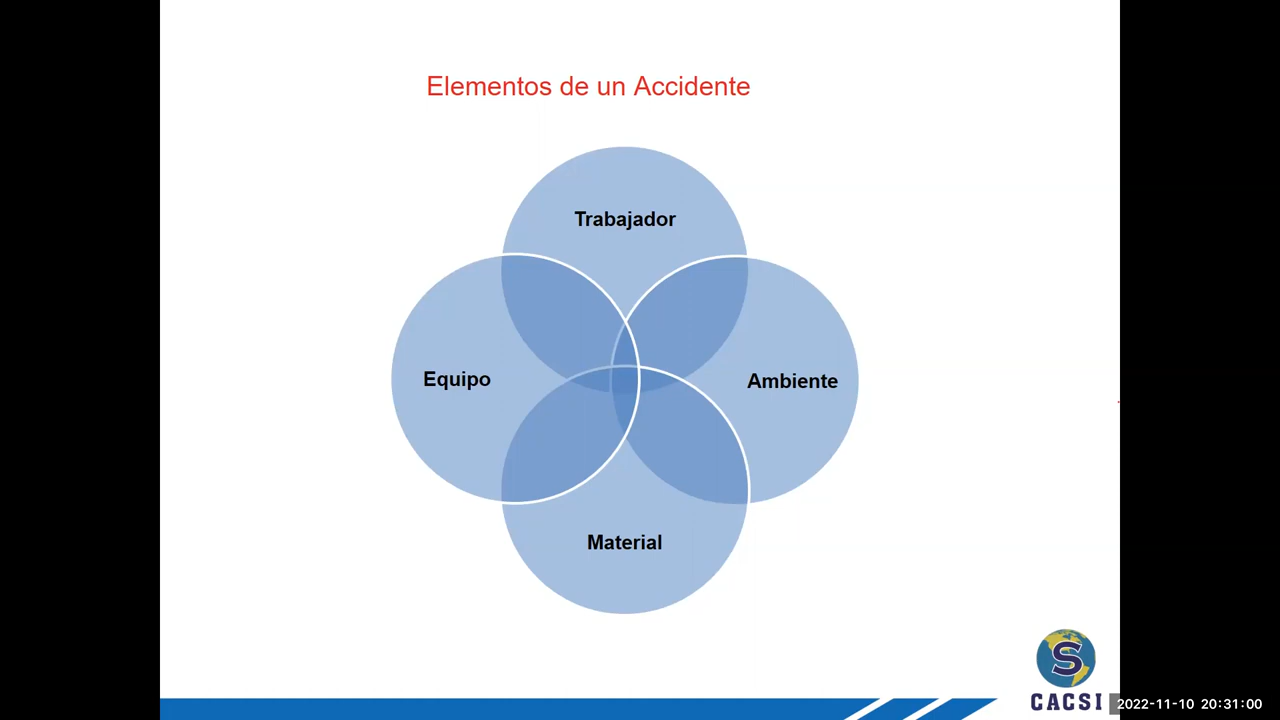 Elementos de un Accidente
Trabajador
Equipo
Ambiente
Material
S
CACSI
2022-11-10 20:31:00